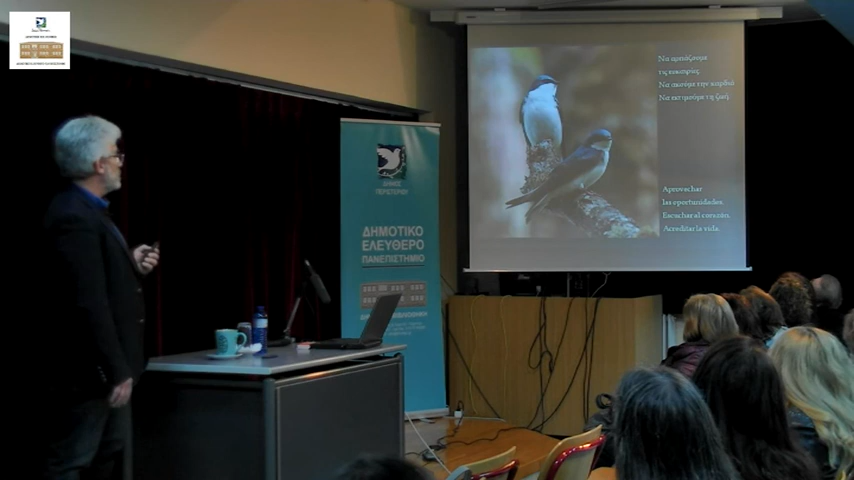 Να αρπάζουμε
τις ευκαιρίες.
Να ακούμε την καρδιά.
Να εκτιμούμε τη ζωή.
Aprovechar
las oportunidades.
Escuchar al corazón.
Acreditar la vida.
ΔΗΜΟΣ
ΠΕΡΙΣΤΕΡΙΟΥ
ΔΗΜΟΤΙΚΟ
ΕΛΕΥΘΕΡΟ
ΠΑΝΕΠΙΣΤΗΜΙΟ